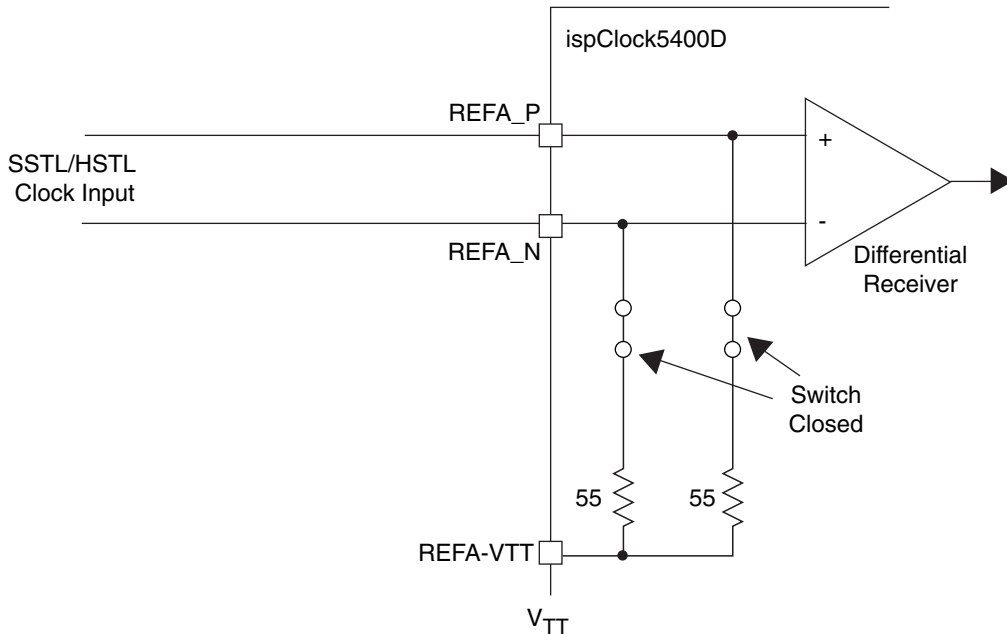 ispClock5400D
REFA_P
+
SSTL/HSTL
Clock Input
-
REFA_N
Differential
Receiver
Switch
Closed
55
55
REFA-VTT
VTT